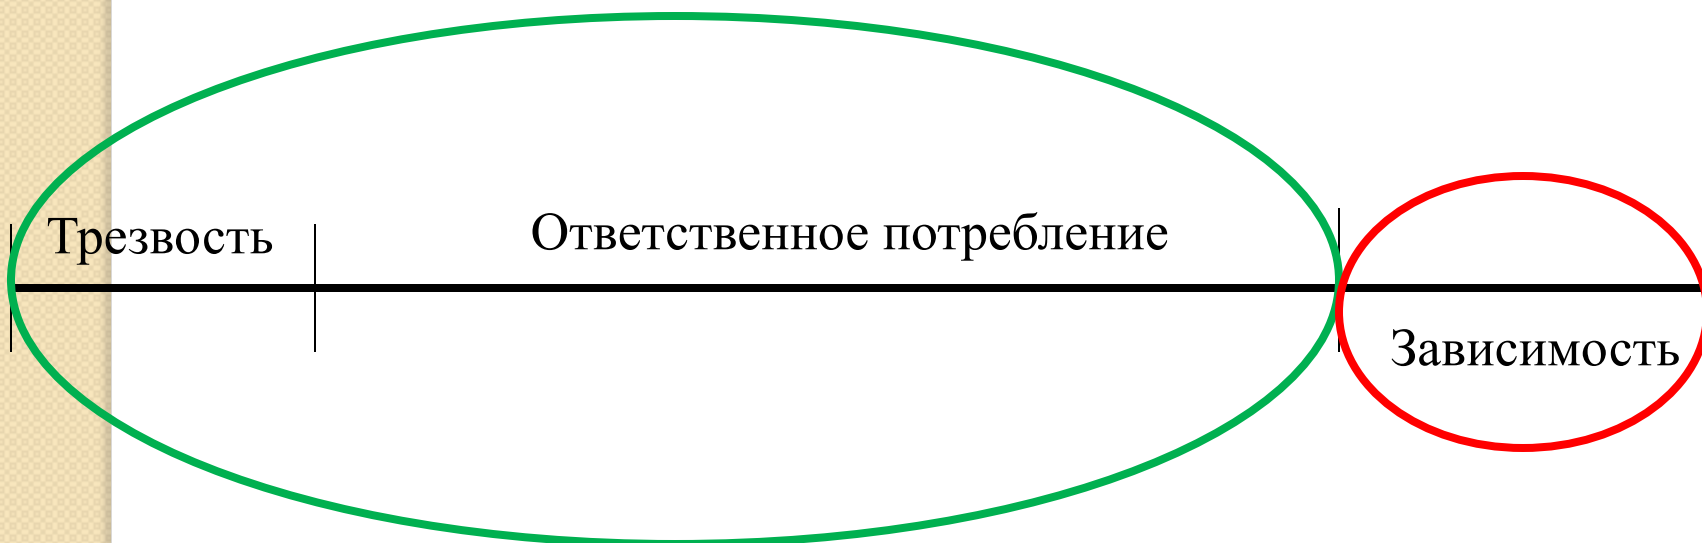 Трезвость
Ответственное потребление
Зависимость